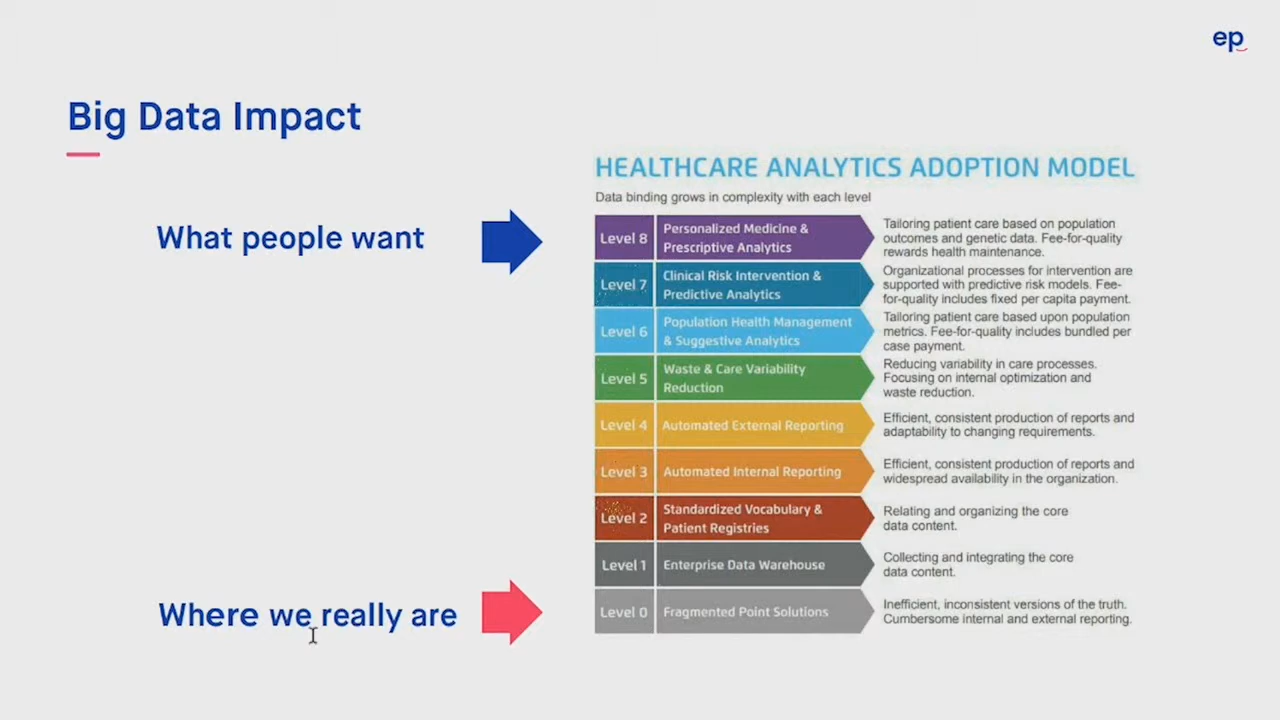 ep
Big Data Impact
HEALTHCARE ANALYTICS ADOPTION MODEL
Data binding grows in complexity with each level
What people want
Level 8
Personalized Medicine &
Prescriptive Analytics
Tailoring patient care based on population
outcomes and genetic data. Fee-for-quality
rewards health maintenance.
Level 7
Clinical Risk Intervention &
Predictive Analytics
Organizational processes for intervention are
supported with predictive risk models. Fee-
for-quality includes fixed per capita payment.
Level 6
Population Health Management
& Suggestive Analytics
Tailoring patient care based upon population
metrics. Fee-for-quality includes bundled per
case payment.
Level 5
Waste & Care Variability
Reduction
Reducing variability in care processes.
Focusing on internal optimization and
waste reduction.
Level 4
Automated External Reporting
Efficient, consistent production of reports and
adaptability to changing requirements.
Level 3
Automated Internal Reporting
Efficient, consistent production of reports and
widespread availability in the organization.
Level 2
Standardized Vocabulary &
Patient Registries
Relating and organizing the core
data content.
Level 1
Enterprise Data Warehouse
Collecting and integrating the core
data content.
Where we really are
Level 0
Fragmented Point Solutions
Inefficient, inconsistent versions of the truth.
Cumbersome internal and external reporting.